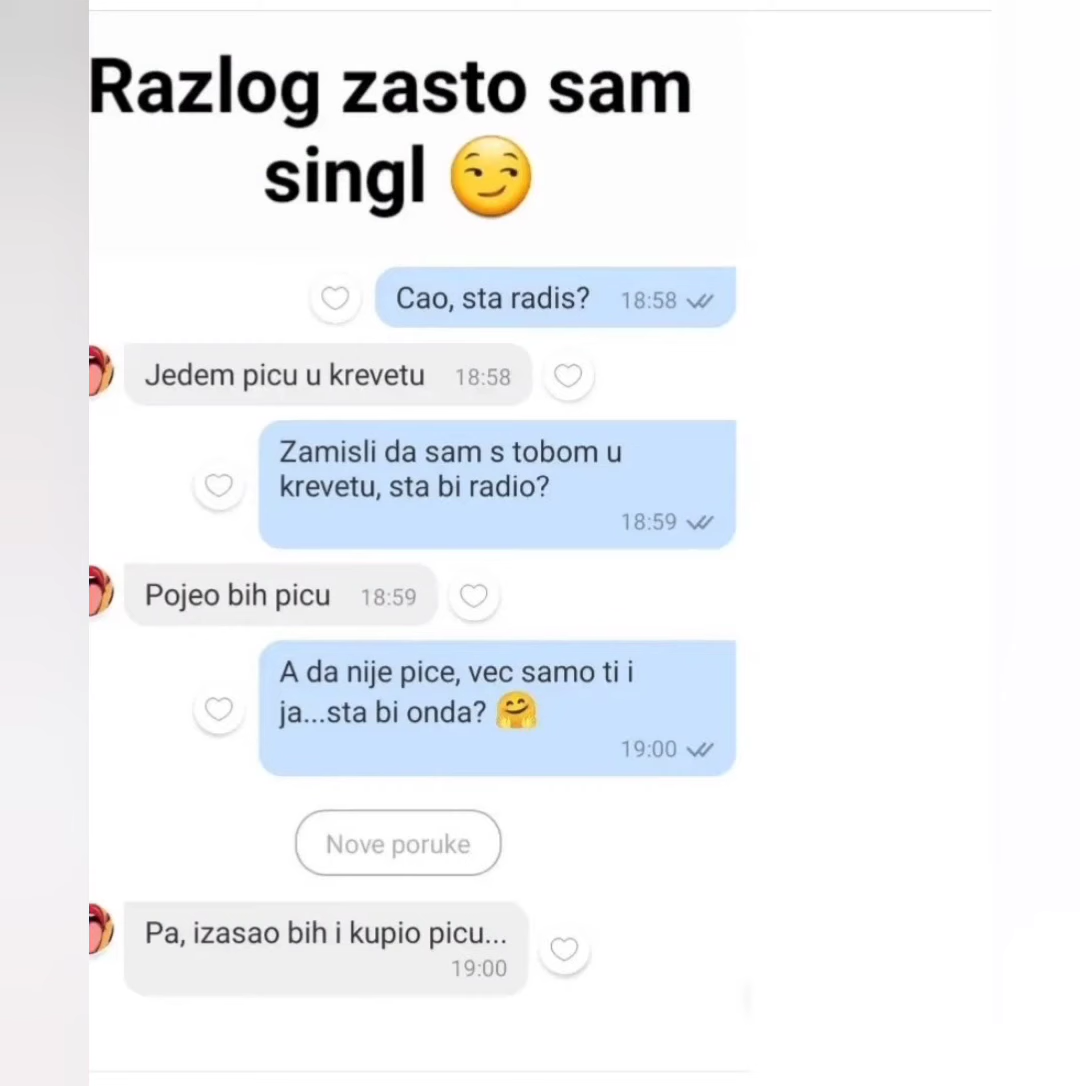 Razlog zasto sam
singl 😏
Cao, sta radis? 18:58
Jedem picu u krevetu 18:58
Zamisli da sam s tobom u
krevetu, sta bi radio?
18:59
Pojeo bih picu 18:59
A da nije pice, vec samo ti i
ja...sta bi onda? 🤗
19:00
Nove poruke
Pa, izasao bih i kupio picu...
19:00